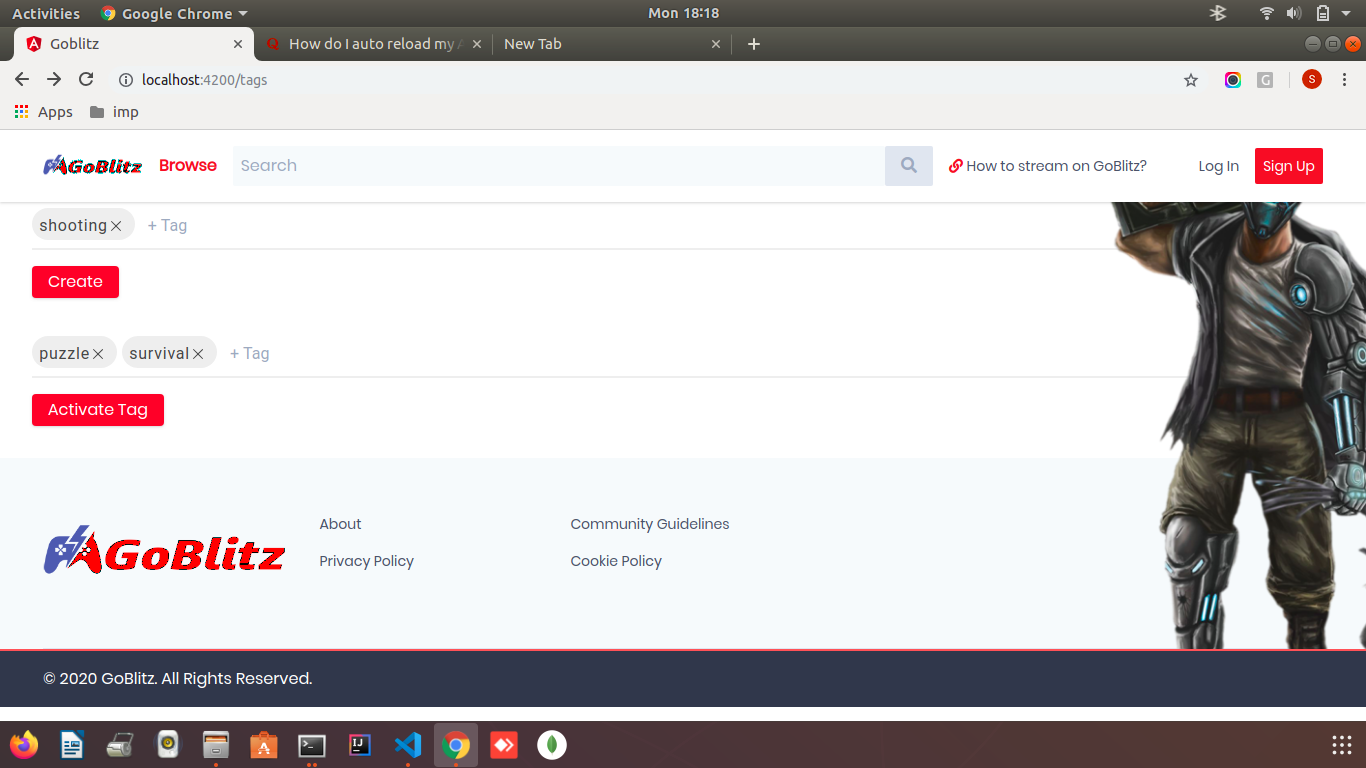 Activities Google Chrome Mon 18:18
Goblitz How do I auto reload my A New Tab
localhost:4200/tags G S
Apps imp
GoBlitz Browse Search How to stream on GoBlitz? Log In Sign Up
shooting + Tag
Create
puzzle survival + Tag
Activate Tag
About Community Guidelines
GoBlitz
Privacy Policy Cookie Policy
© 2020 GoBlitz. All Rights Reserved.
IJ